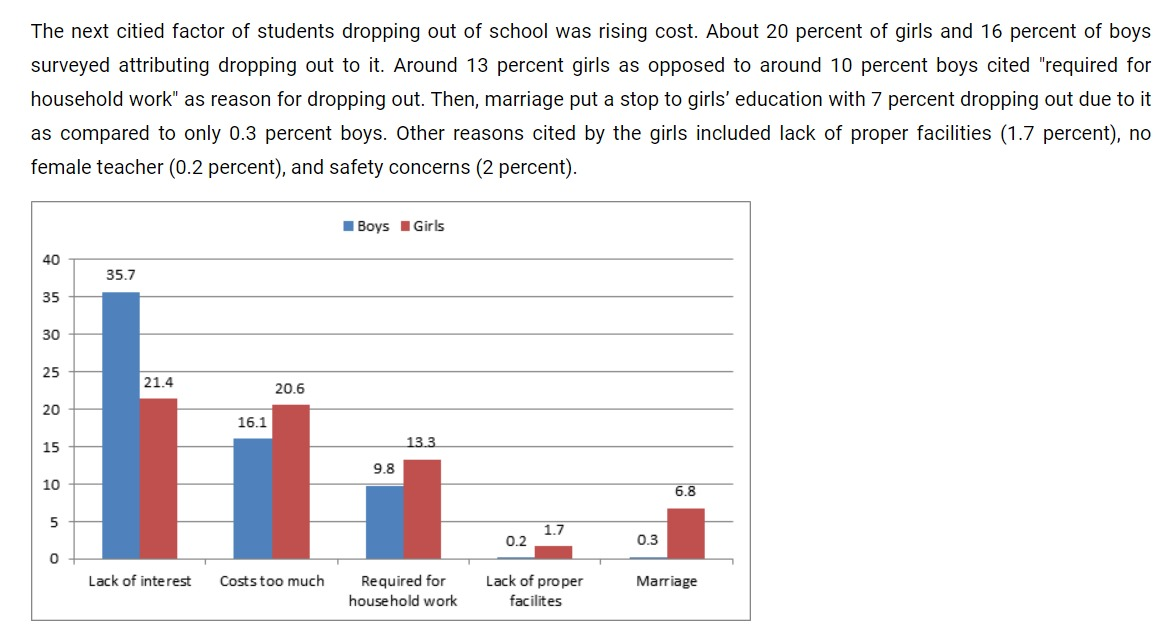 The next citied factor of students dropping out of school was rising cost. About 20 percent of girls and 16 percent of boys
surveyed attributing dropping out to it. Around 13 percent girls as opposed to around 10 percent boys cited "required for
household work" as reason for dropping out. Then, marriage put a stop to girls’ education with 7 percent dropping out due to it
as compared to only 0.3 percent boys. Other reasons cited by the girls included lack of proper facilities (1.7 percent), no
female teacher (0.2 percent), and safety concerns (2 percent).
Boys Girls
40
35
30
25
20
15
10
5
0
35.7
21.4
16.1
20.6
9.8
13.3
0.2
1.7
0.3
6.8
Lack of interest
Costs too much
Required for
household work
Lack of proper
facilites
Marriage